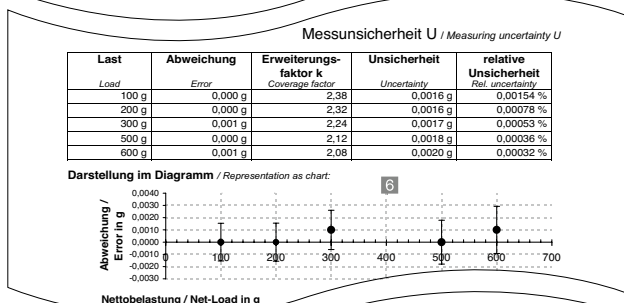 Messunsicherheit U / Measuring uncertainty U
Last Abweichung Erweiterungs- Unsicherheit relative
faktor k Unsicherheit
Load Error Coverage factor Uncertainty Rel. uncertainty
100 g 0,000 g 2,38 0,0016 g 0,00154 %
200 g 0,000 g 2,32 0,0016 g 0,00078 %
300 g 0,001 g 2,24 0,0017 g 0,00053 %
500 g 0,000 g 2,12 0,0018 g 0,00036 %
600 g 0,001 g 2,08 0,0020 g 0,00032 %
Darstellung im Diagramm / Representation as chart:
6
Abweichung /
Error in g
0,0040
0,0030
0,0020
0,0010
0,0000
-0,0010
-0,0020
-0,0030
0 100 200 300 400 500 600 700
Nettobelastung / Net-Load in g